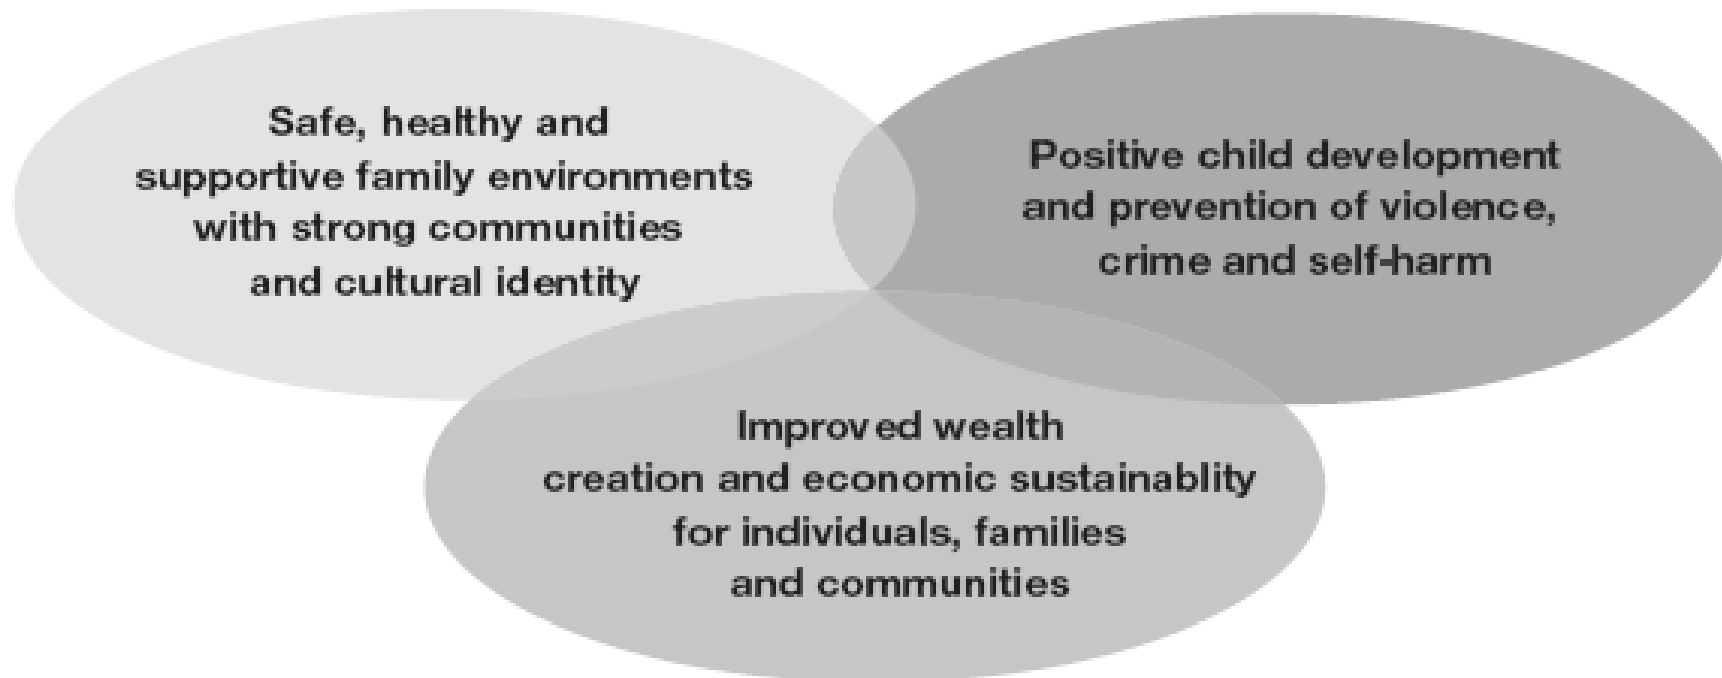 Safe, healthy and
supportive family environments
with strong communities
and cultural identity
Positive child development
and prevention of violence,
crime and self-harm
Improved wealth
creation and economic sustainablity
for individuals, families
and communities